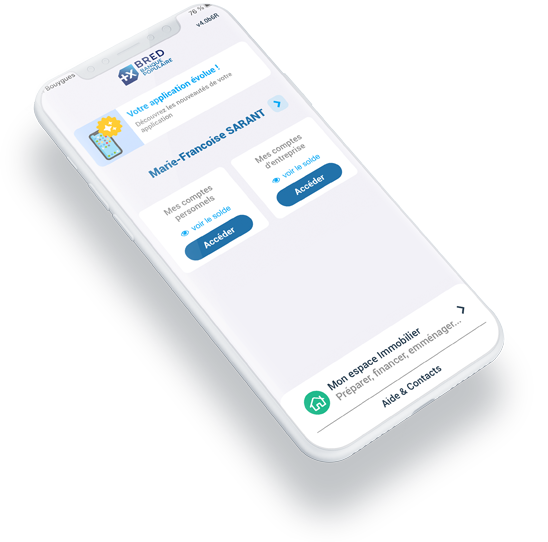 Bouygues
76 %
v4.0b6R
BRED
BANQUE
POPULAIRE
Votre application évolue !
Découvrez les nouveautés de votre
application
Marie-Francoise SARANT
Mes comptes
personnels
voir le solde
Accéder
Mes comptes
d'entreprise
voir le solde
Accéder
Mon espace Immobilier
Préparer, financer, emménager...
Aide & Contacts